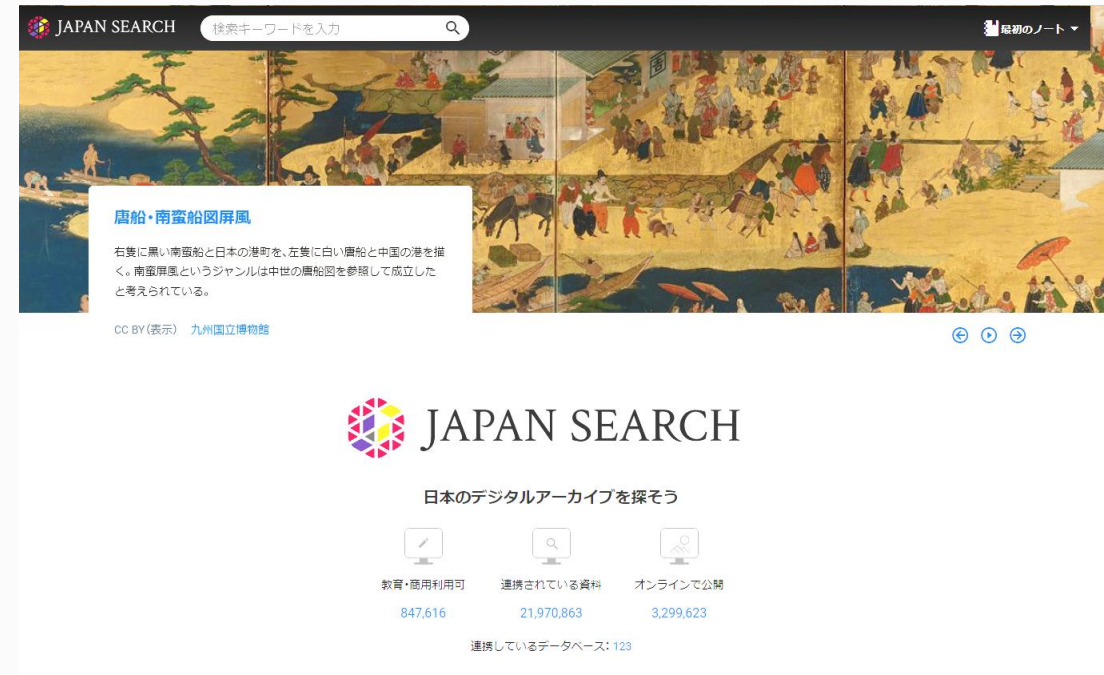 JAPAN SEARCH
検索キーワードを入力
最初のノート
唐船・南蛮船図屏風
右隻に黒い南蛮船と日本の港町を、左隻に白い唐船と中国の港を描
く。南蛮屏風というジャンルは中世の唐船図を参照して成立した
と考えられている。
CC BY(表示) 九州国立博物館
JAPAN SEARCH
日本のデジタルアーカイブを探そう
教育・商用利用可 連携されている資料 オンラインで公開
847,616 21,970,863 3,299,623
連携しているデータベース: 123